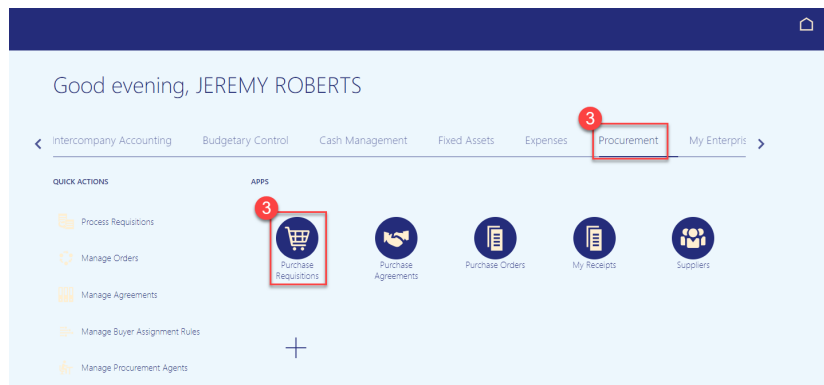 Good evening, JEREMY ROBERTS
3
Intercompany Accounting Budgetary Control Cash Management Fixed Assets Expenses Procurement My Enterpris
QUICK ACTIONS APPS
3
Process Requisitions
Manage Orders
Purchase Requisitions
Purchase Agreements
Purchase Orders
My Receipts
Suppliers
Manage Agreements
Manage Buyer Assignment Rules
Manage Procurement Agents